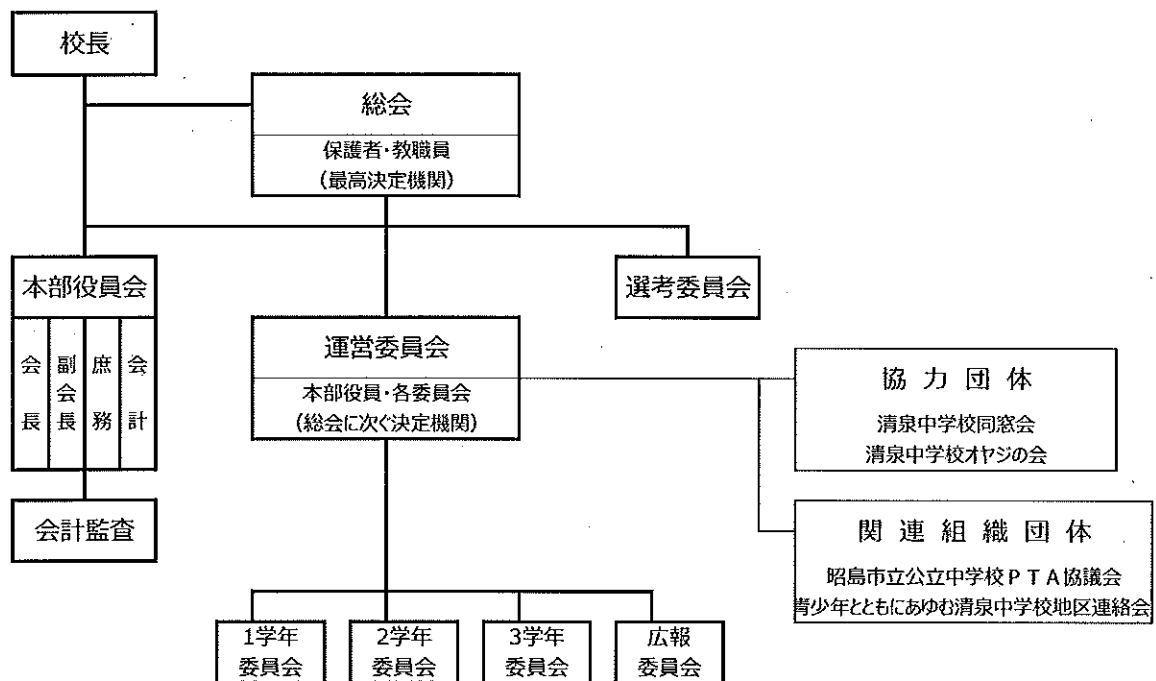 校長
総会
保護者・教職員
(最高決定機関)
本部役員会
会長
副会長
庶務
会計
会計監査
選考委員会
運営委員会
本部役員・各委員会
(総会に次ぐ決定機関)
協力団体
清泉中学校同窓会
清泉中学校オヤジの会
関連組織団体
昭島市立公立中学校PTA協議会
青少年とともにあゆむ清泉中学校地区連絡会
1学年
委員会
2学年
委員会
3学年
委員会
広報
委員会